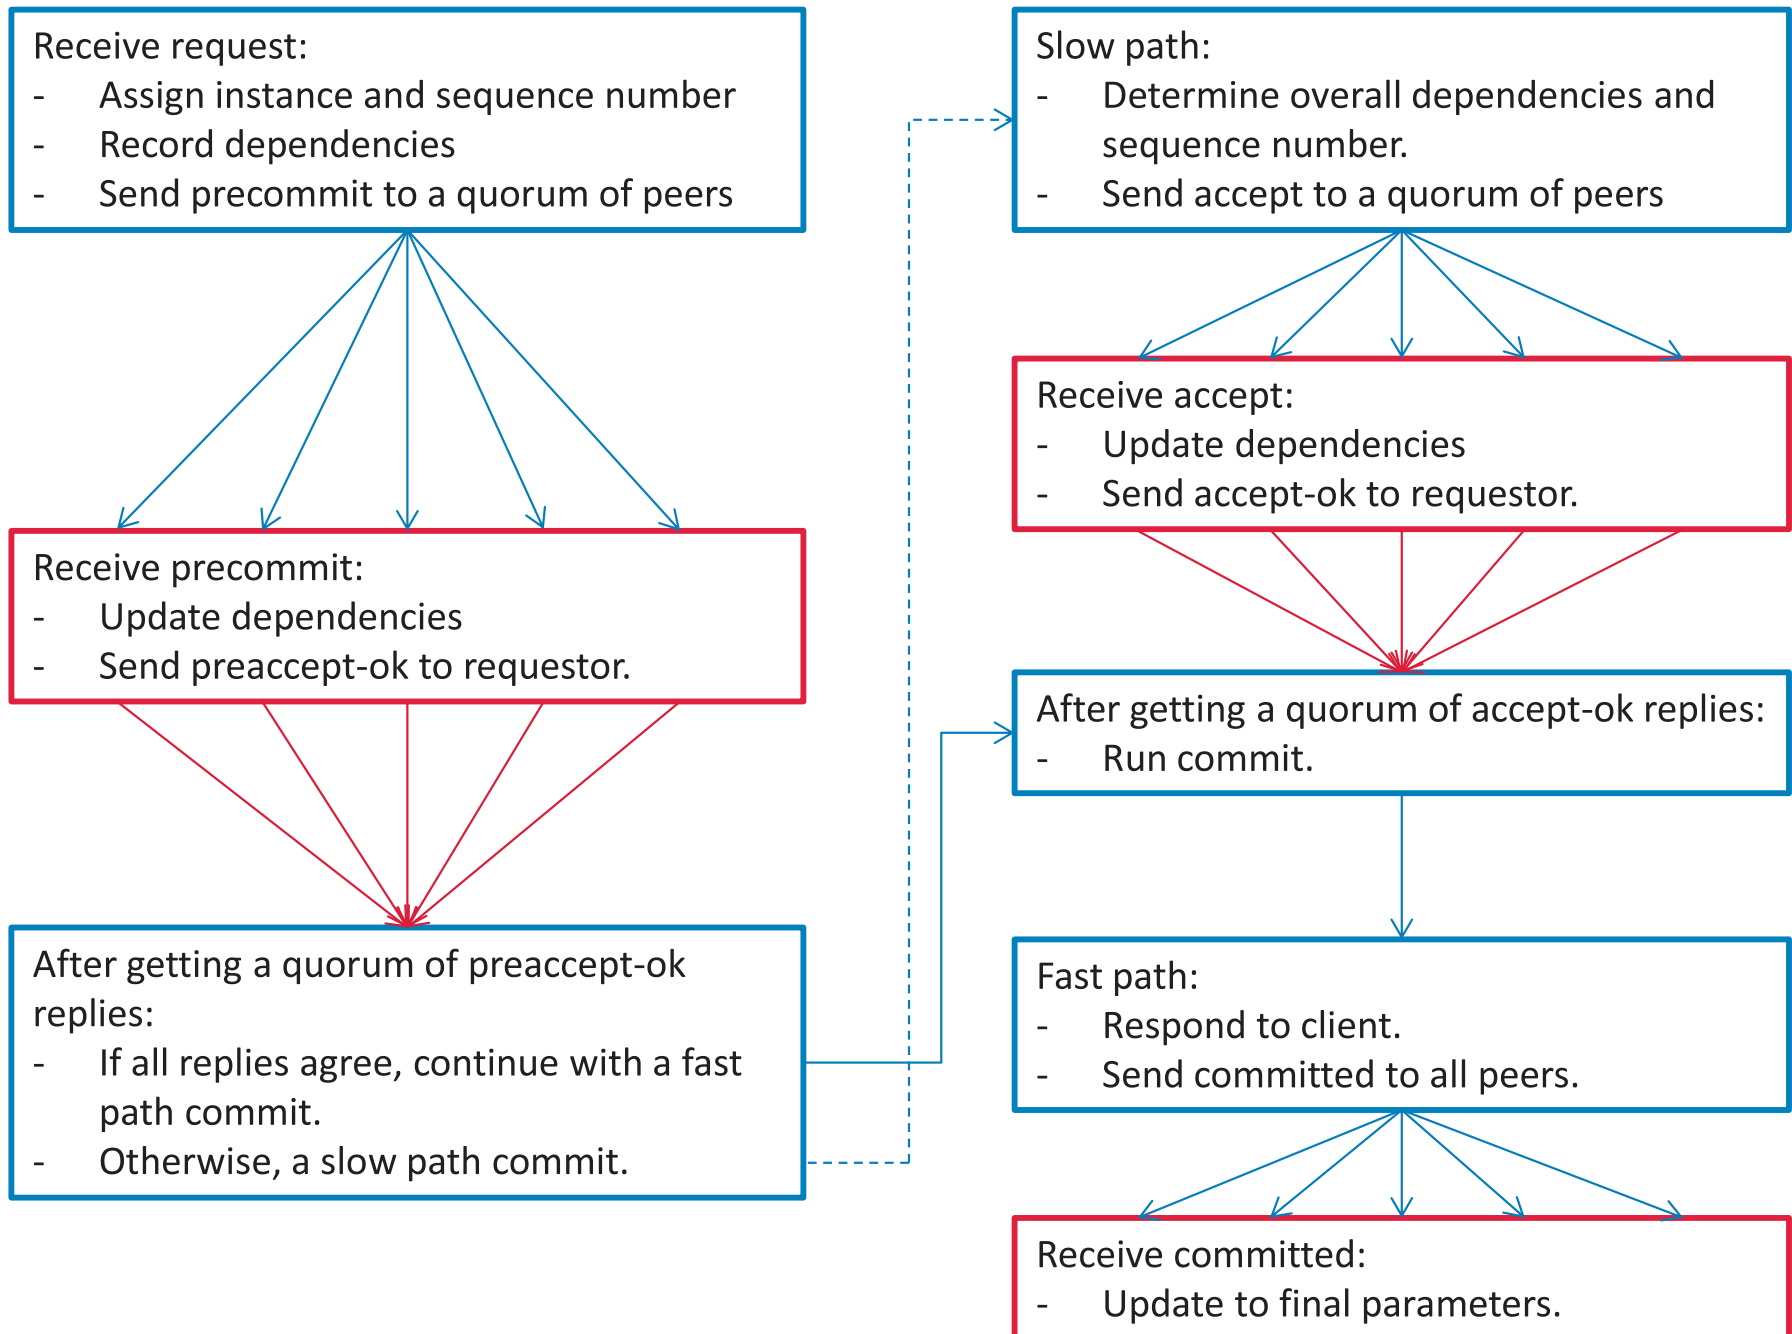 Receive request:
- Assign instance and sequence number
- Record dependencies
- Send precommit to a quorum of peers
Receive precommit:
- Update dependencies
- Send preaccept-ok to requestor.
After getting a quorum of preaccept-ok
replies:
- If all replies agree, continue with a fast
path commit.
- Otherwise, a slow path commit.
Slow path:
- Determine overall dependencies and
sequence number.
- Send accept to a quorum of peers
Receive accept:
- Update dependencies
- Send accept-ok to requestor.
After getting a quorum of accept-ok replies:
- Run commit.
Fast path:
- Respond to client.
- Send committed to all peers.
Receive committed:
- Update to final parameters.